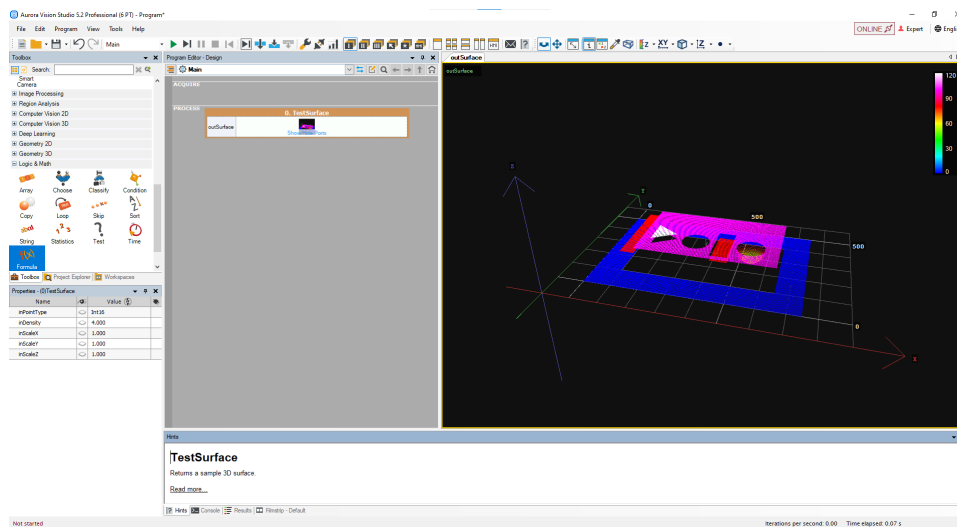 Aurora Vision Studio 5.2 Professional (6 PT) - Program*
File Edit Program View Tools Help
ONLINE Expert Engli
Main
Toolbox
Search:
Smart
Camera
Image Processing
Region Analysis
Computer Vision 2D
Computer Vision 3D
Deep Learning
Geometry 2D
Geometry 3D
Logic & Math
Array Choose Classify Condition
Copy Loop Skip Sort
String Statistics Test Time
Formula
Toolbox Project Explorer Workspaces
Properties - (0)TestSurface
Name Value
inPointType Int16
inDensity 4.000
inScaleX 1.000
inScaleY 1.000
inScaleZ 1.000
Program Editor - Design
Main
ACQUIRE
PROCESS
0. TestSurface
outSurface
outSurface
outSurface
120
90
60
30
0
Z
Y
0
500
500
0
X
Hints
TestSurface
Returns a sample 3D surface.
Read more...
Hints Console Results Filmstrip - Default
Not started
Iterations per second: 0.00 Time elapsed: 0.07 s